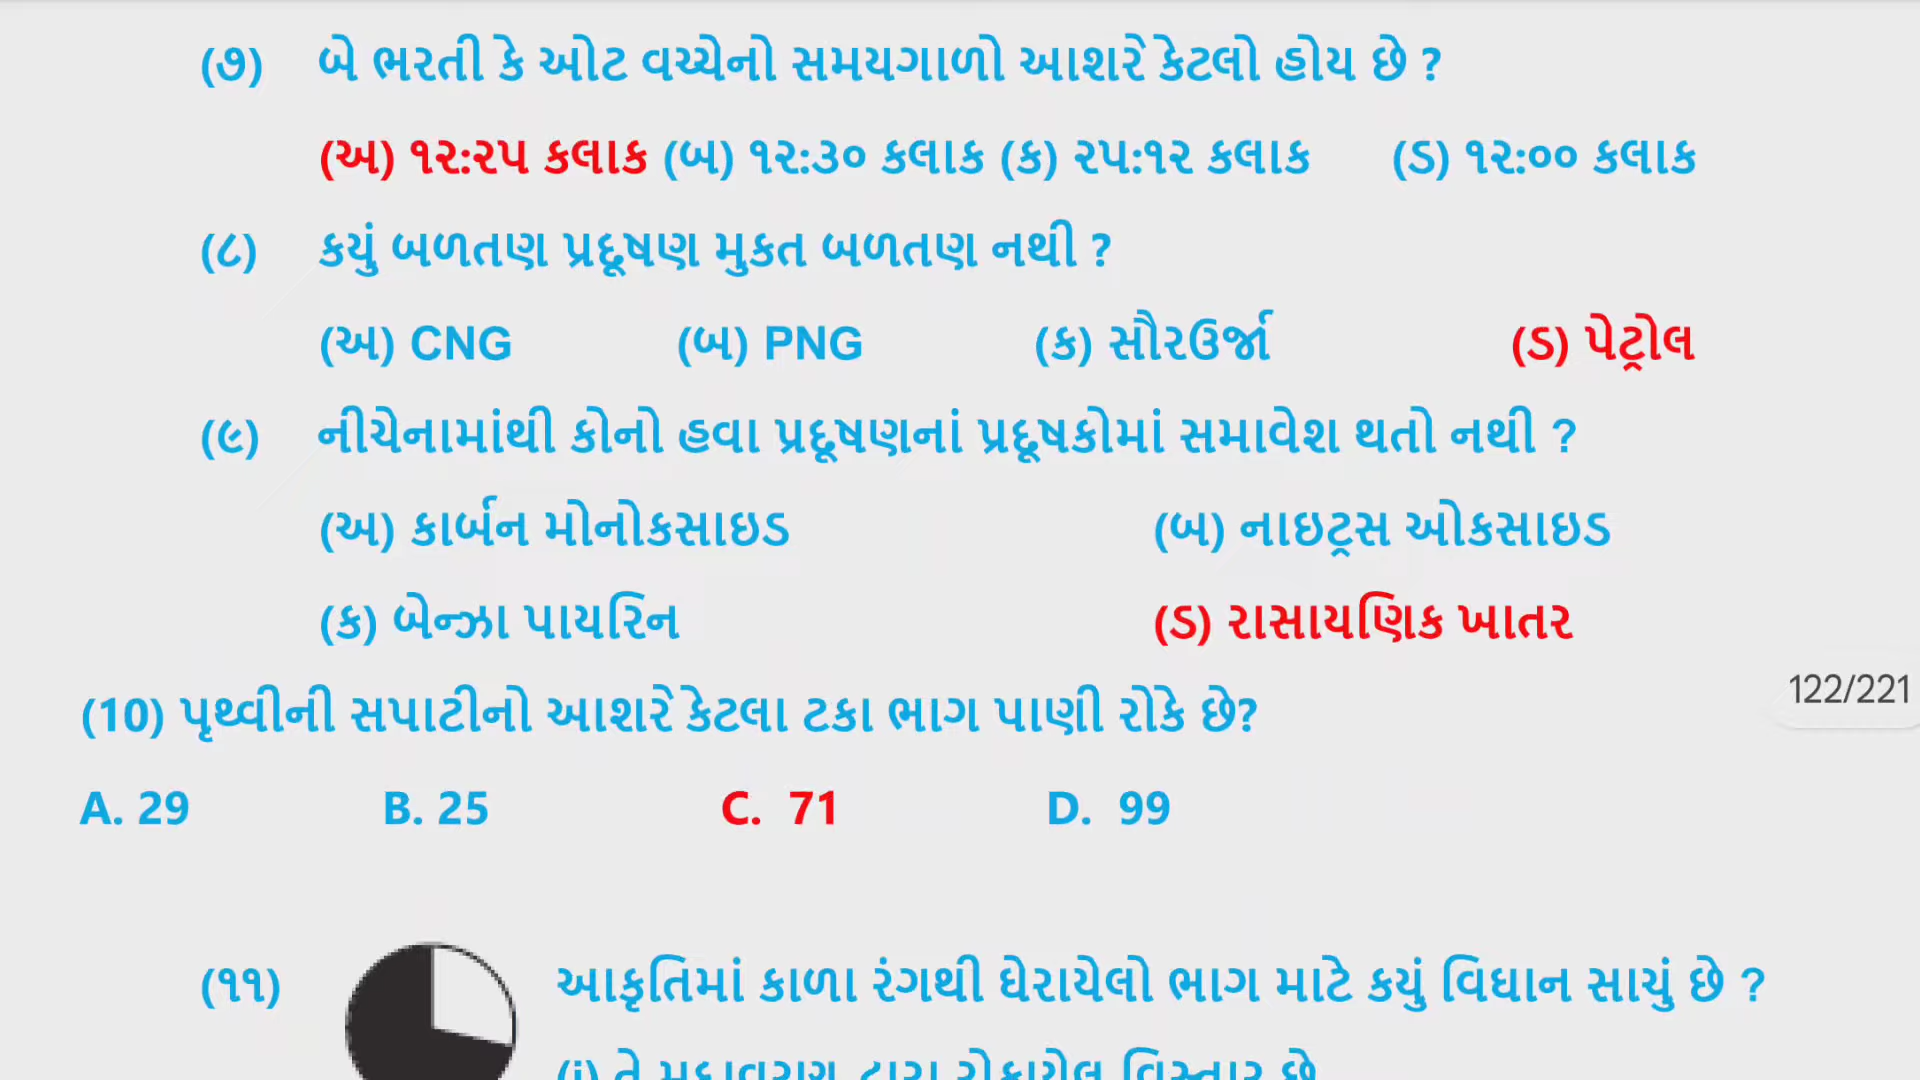 (૭) બે ભરતી કે ઓટ વચ્ચેનો સમયગાળો આશરે કેટલો હોય છે ?
(અ) ૧૨:૨૫ કલાક (બ) ૧૨:૩૦ કલાક (ક) ૨૫:૧૨ કલાક (ડ) ૧૨:૦૦ કલાક
(૮) કયું બળતણ પ્રદૂષણ મુકત બળતણ નથી ?
(અ) CNG (બ) PNG (ક) સૌરઉર્જા (ડ) પેટ્રોલ
(૯) નીચેનામાંથી કોનો હવા પ્રદૂષણનાં પ્રદૂષકોમાં સમાવેશ થતો નથી ?
(અ) કાર્બન મોનોકસાઇડ (બ) નાઇટ્રસ ઓકસાઇડ
(ક) બેન્ઝા પાયરિન (ડ) રાસાયણિક ખાતર
122/221
(10) પૃથ્વીની સપાટીનો આશરે કેટલા ટકા ભાગ પાણી રોકે છે?
A. 29 B. 25 C. 71 D. 99
(૧૧) આકૃતિમાં કાળા રંગથી ઘેરાયેલો ભાગ માટે કયું વિધાન સાચું છે ?
(i) તે મૃદાવરણ દ્વારા રોકાયેલ વિસ્તાર છે